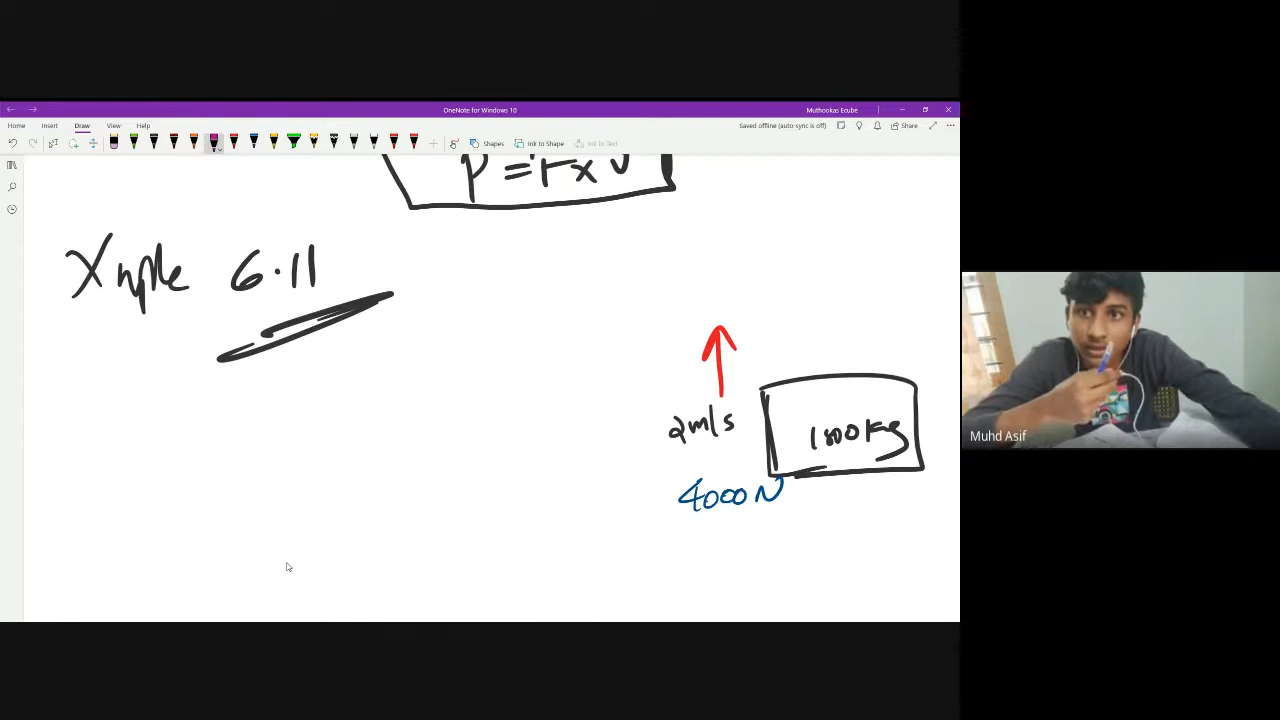 OneNote for Windows 10
Muthookas Ecube
Home Insert Draw View Help
Saved offline (auto-sync is off)
Share
Shapes
Ink to Shape
Ink to Text
P = F x V
Xmple 6.11
2m/s
1800Kg
4000N
Muhd Asif